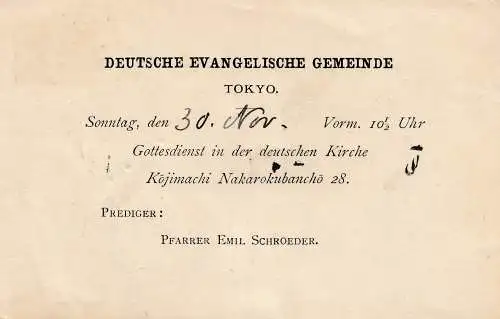 DEUTSCHE EVANGELISCHE GEMEINDE
TOKYO.
Sonntag, den 30. Nov. Vorm. 10½ Uhr
Gottesdienst in der deutschen Kirche
Kōjimachi Nakarokubanchō 28.
PREDIGER:
PFARRER EMIL SCHROEDER.